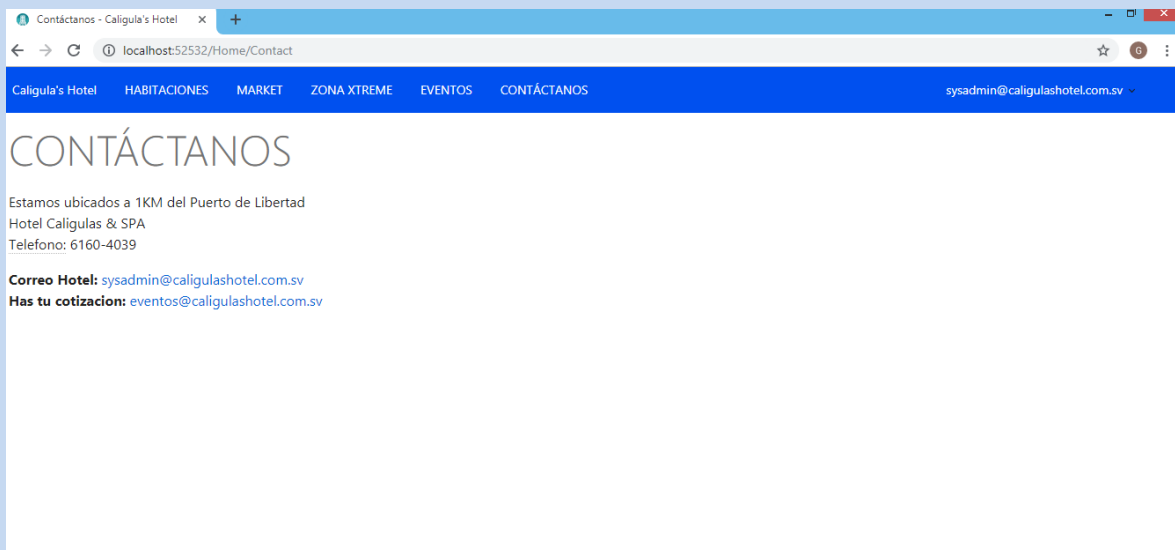 Contáctanos - Caligula's Hotel
localhost:52532/Home/Contact
G
Caligula's Hotel HABITACIONES MARKET ZONA XTREME EVENTOS CONTÁCTANOS sysadmin@caligulashotel.com.sv
CONTÁCTANOS
Estamos ubicados a 1KM del Puerto de Libertad
Hotel Caligulas & SPA
Telefono: 6160-4039
Correo Hotel: sysadmin@caligulashotel.com.sv
Has tu cotizacion: eventos@caligulashotel.com.sv